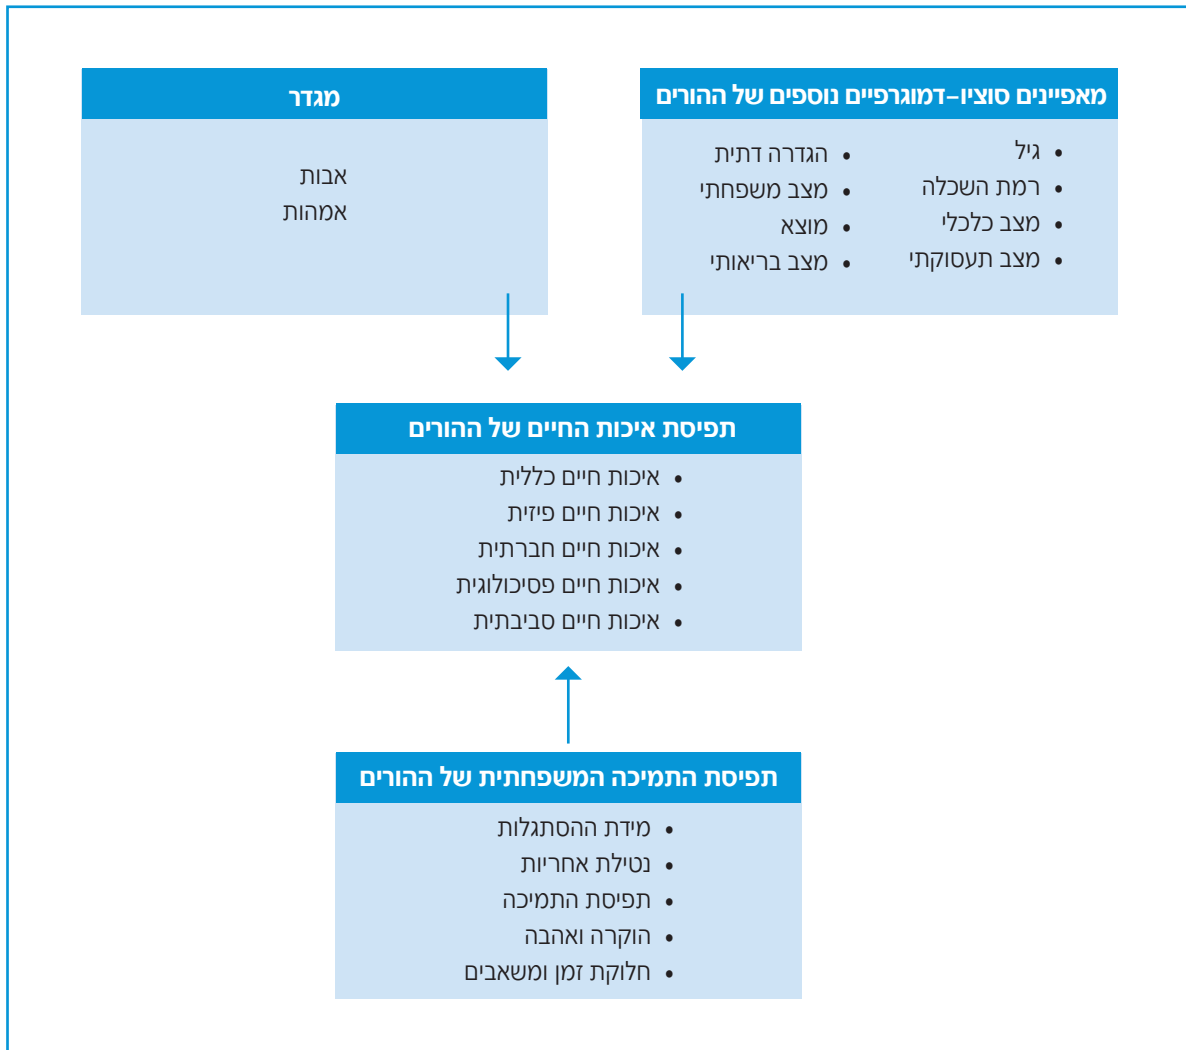 מאפיינים סוציו-דמוגרפיים נוספים של ההורים
• גיל
• רמת השכלה
• מצב כלכלי
• מצב תעסוקתי
• הגדרה דתית
• מצב משפחתי
• מוצא
• מצב בריאותי
מגדר
אבות
אמהות
תפיסת איכות החיים של ההורים
• איכות חיים כללית
• איכות חיים פיזית
• איכות חיים חברתית
• איכות חיים פסיכולוגית
• איכות חיים סביבתית
תפיסת התמיכה המשפחתית של ההורים
• מידת ההסתגלות
• נטילת אחריות
• תפיסת התמיכה
• הוקרה ואהבה
• חלוקת זמן ומשאבים